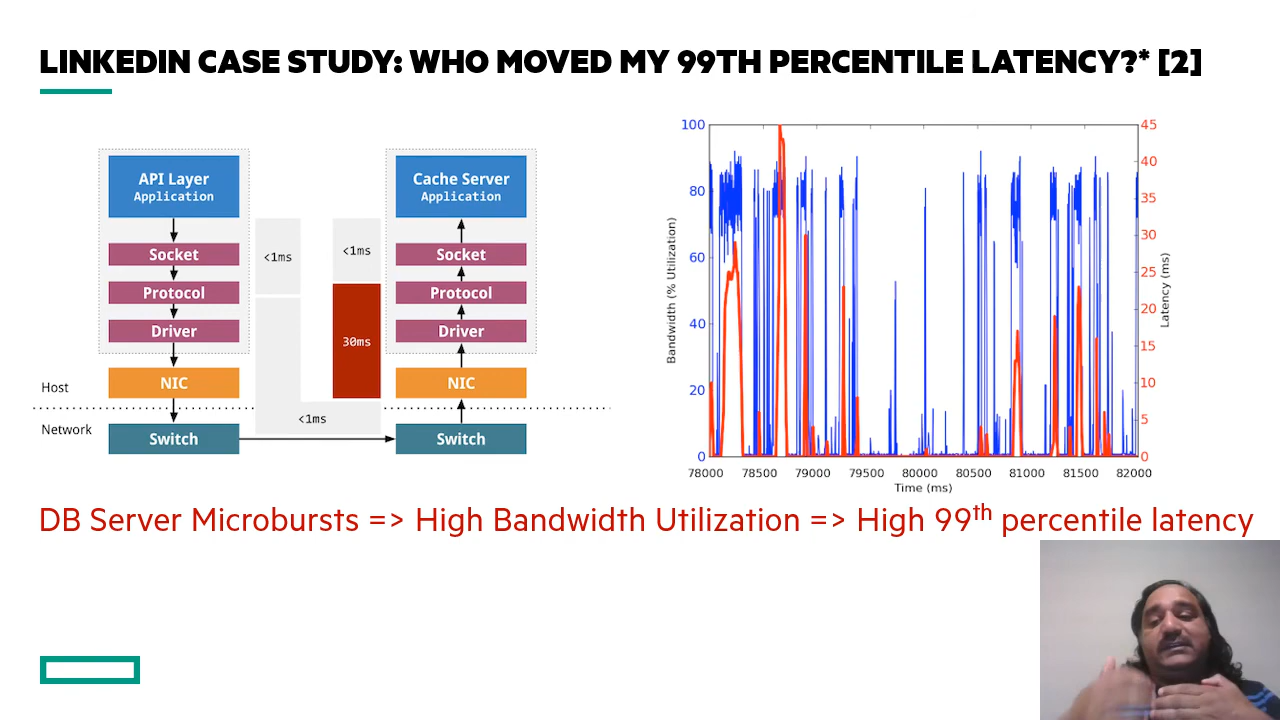 LINKEDIN CASE STUDY: WHO MOVED MY 99TH PERCENTILE LATENCY?* [2]
API Layer
Application
Socket
Protocol
Driver
NIC
Switch
Host
Network
<1ms
<1ms
30ms
<1ms
Cache Server
Application
Socket
Protocol
Driver
NIC
Switch
Bandwidth (% Utilization)
100
80
60
40
20
0
45
40
35
30
25
20
15
10
5
0
Latency (ms)
78000 78500 79000 79500 80000 80500 81000 81500 82000
Time (ms)
DB Server Microbursts => High Bandwidth Utilization => High 99th percentile latency